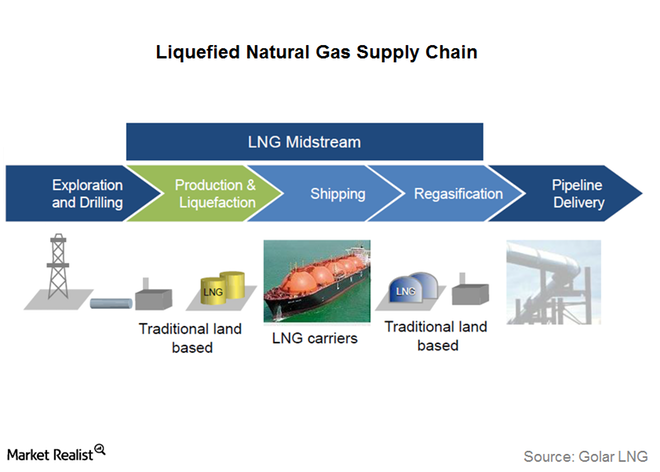 Liquefied Natural Gas Supply Chain
LNG Midstream
Exploration
and Drilling
Production &
Liquefaction
Shipping
Regasification
Pipeline
Delivery
LNG
LNG
Traditional land
based
LNG carriers
Traditional land
based
Market Realist
Source: Golar LNG